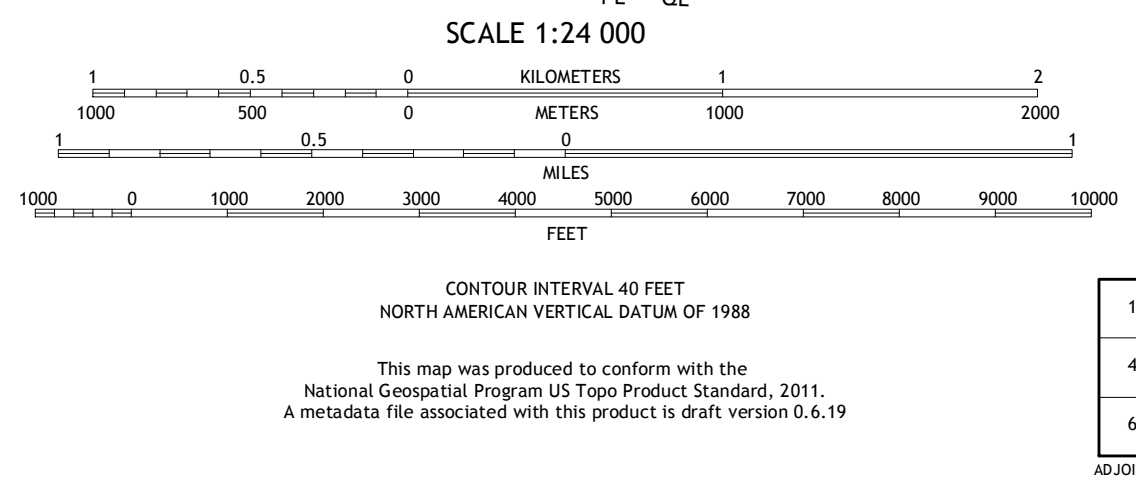 SCALE 1:24 000
1 0.5 0 KILOMETERS 1 2
1000 500 0 METERS 1000 2000
1 0.5 0 1
MILES
1000 0 1000 2000 3000 4000 5000 6000 7000 8000 9000 10000
FEET
CONTOUR INTERVAL 40 FEET
NORTH AMERICAN VERTICAL DATUM OF 1988
This map was produced to conform with the
National Geospatial Program US Topo Product Standard, 2011.
A metadata file associated with this product is draft version 0.6.19
1
4
6
ADJOI